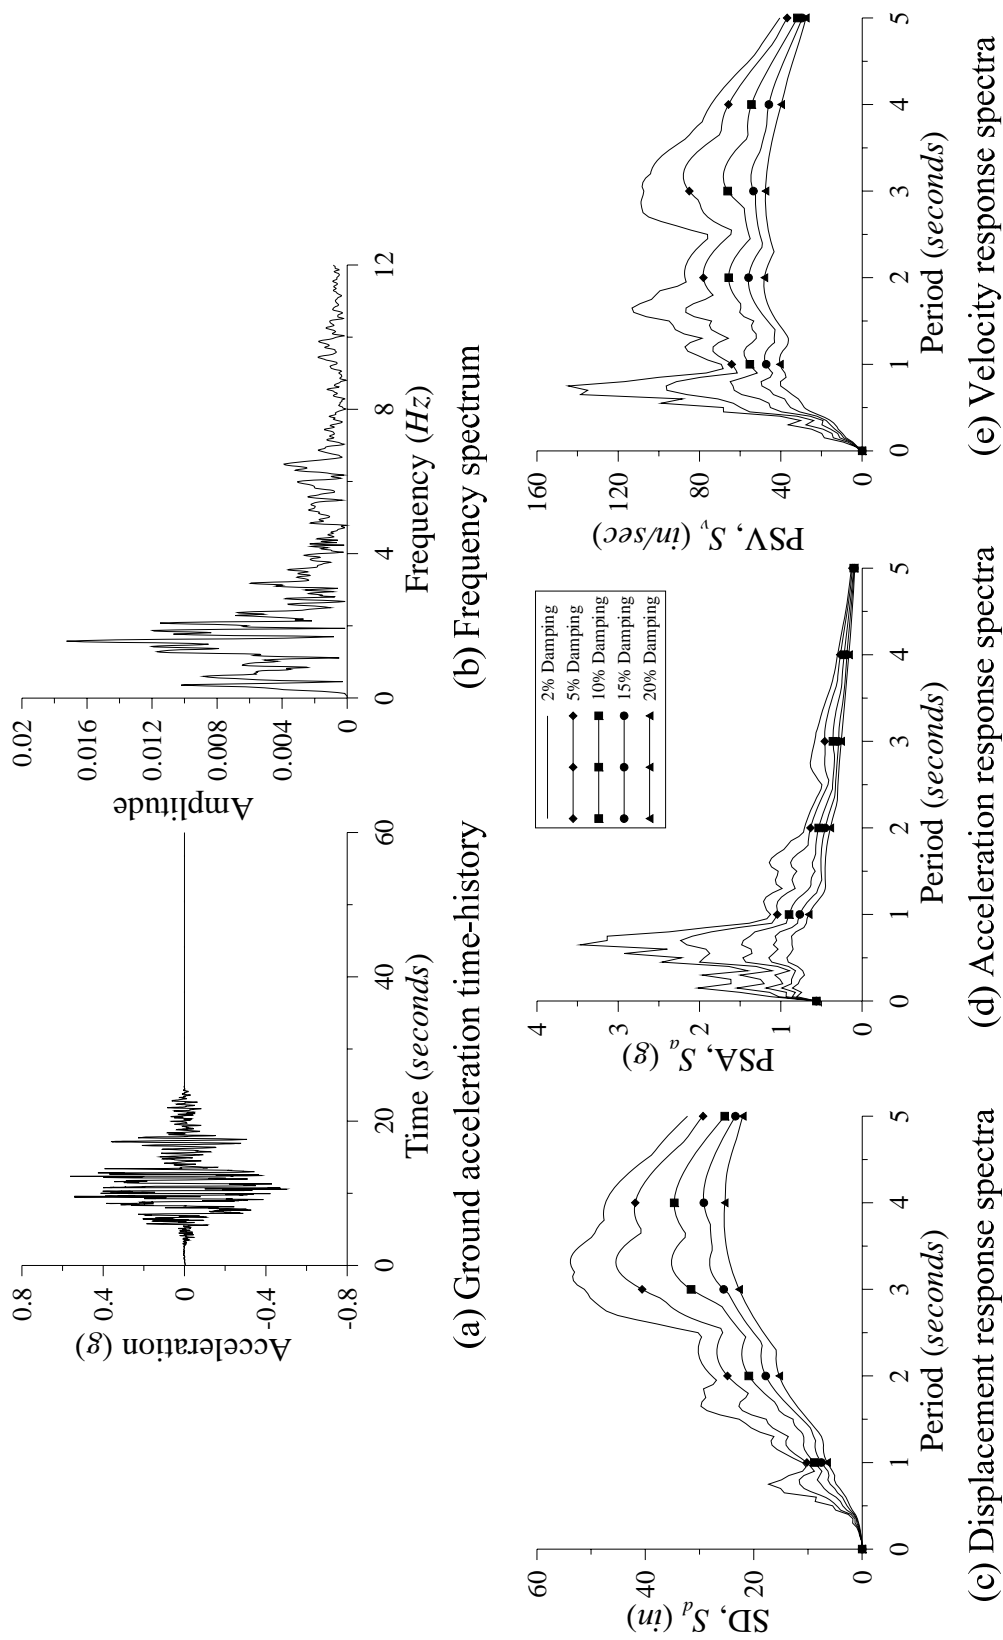 0.8
0.4
0
-0.4
-0.8
Acceleration (g)
0
20
40
60
Time (seconds)
(a) Ground acceleration time-history
0.02
0.016
0.012
0.008
0.004
0
Amplitude
0
4
8
12
Frequency (Hz)
(b) Frequency spectrum
60
40
20
0
SD, Sd (in)
0
1
2
3
4
5
Period (seconds)
(c) Displacement response spectra
4
3
2
1
0
PSA, Sa (g)
2% Damping
5% Damping
10% Damping
15% Damping
20% Damping
0
1
2
3
4
5
Period (seconds)
(d) Acceleration response spectra
160
120
80
40
0
PSV, Sv (in/sec)
0
1
2
3
4
5
Period (seconds)
(e) Velocity response spectra